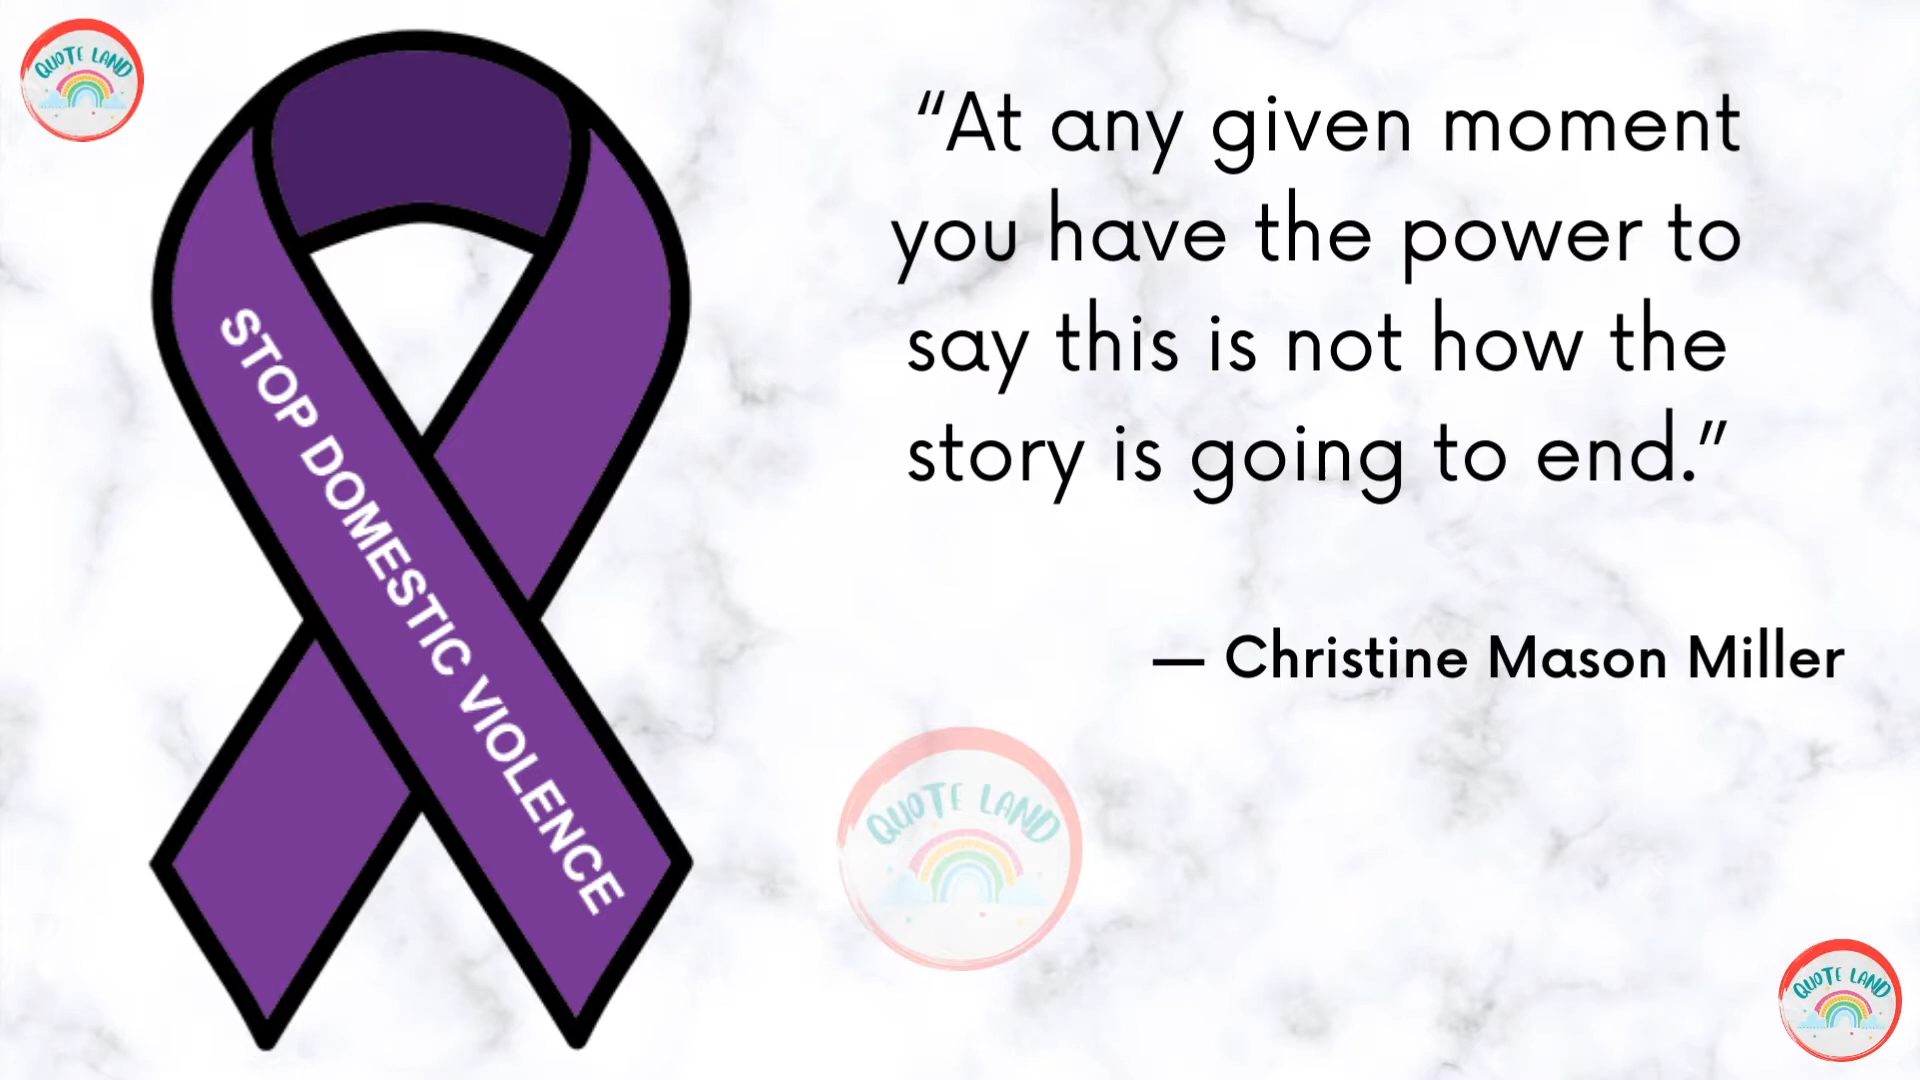 QUOTE LAND
STOP DOMESTIC VIOLENCE
“At any given moment
you have the power to
say this is not how the
story is going to end.”
— Christine Mason Miller
QUOTE LAND
QUOTE LAND